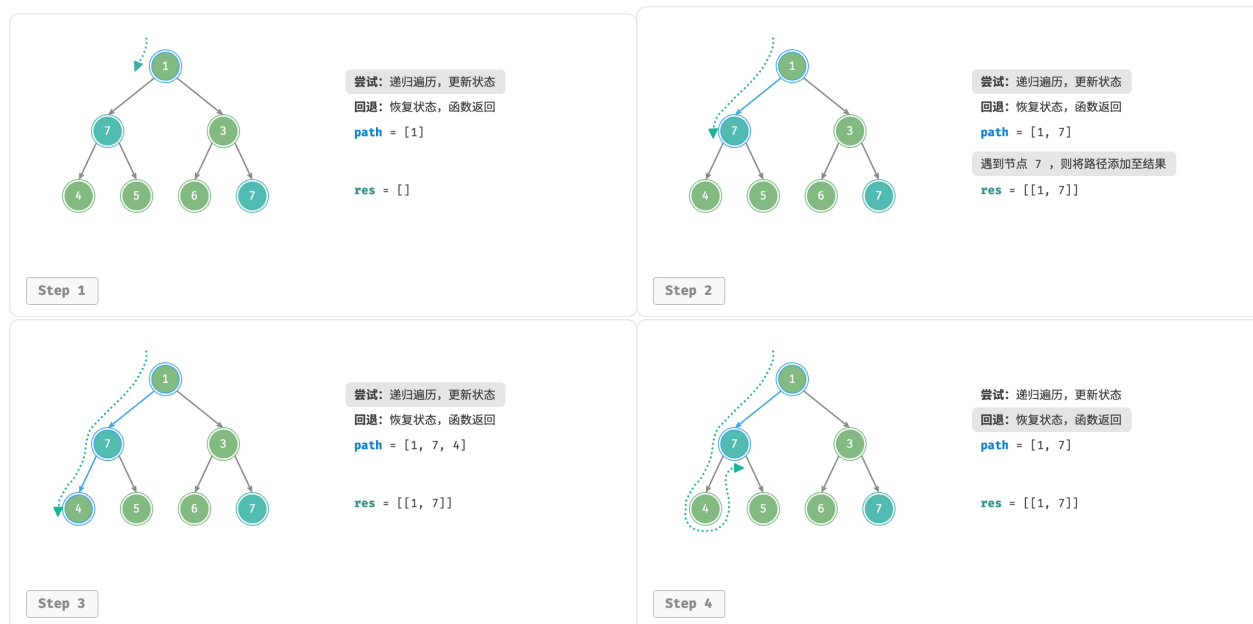 1
7
3
4
5
6
7
尝试: 递归遍历，更新状态
回退: 恢复状态，函数返回
path = [1]
res = []
Step 1
1
7
3
4
5
6
7
尝试: 递归遍历，更新状态
回退: 恢复状态，函数返回
path = [1, 7]
遇到节点 7 ，则将路径添加至结果
res = [[1, 7]]
Step 2
1
7
3
4
5
6
7
尝试: 递归遍历，更新状态
回退: 恢复状态，函数返回
path = [1, 7, 4]
res = [[1, 7]]
Step 3
1
7
3
4
5
6
7
尝试: 递归遍历，更新状态
回退: 恢复状态，函数返回
path = [1, 7]
res = [[1, 7]]
Step 4